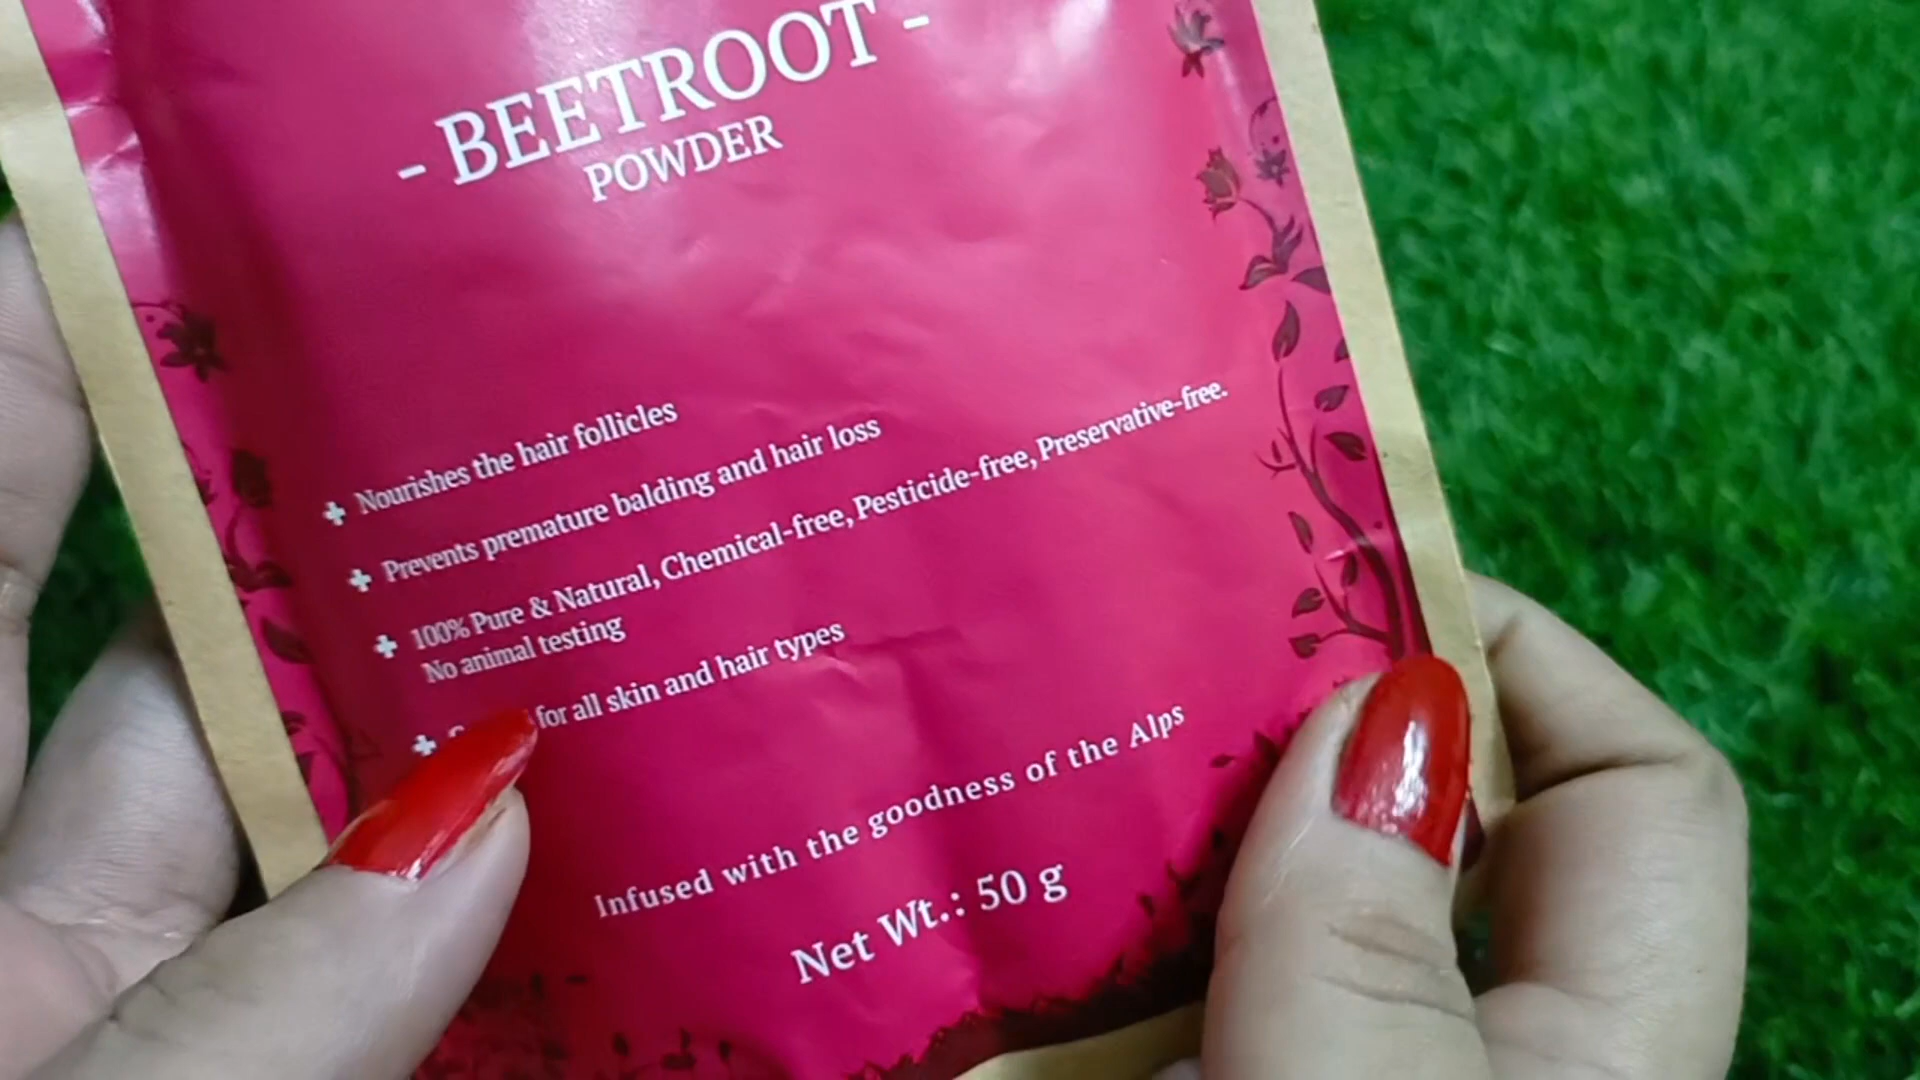 - BEETROOT -
POWDER
Nourishes the hair follicles
Prevents premature balding and hair loss
100% Pure & Natural, Chemical-free, Pesticide-free, Preservative-free.
No animal testing
for all skin and hair types
Infused with the goodness of the Alps
Net Wt.: 50 g